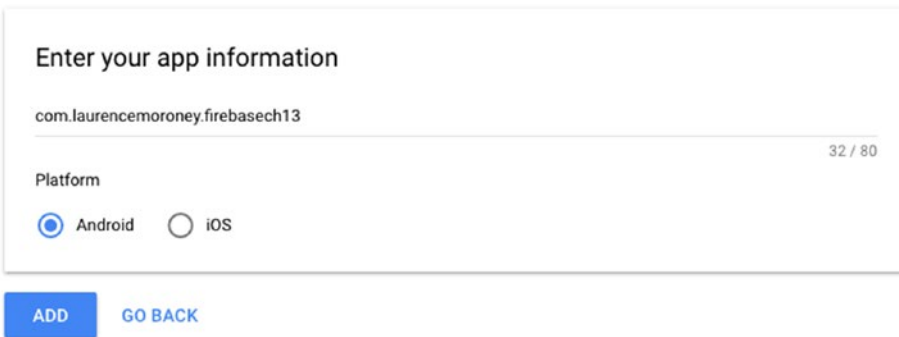 Enter your app information
com.laurencemoroney.firebasech13
32 / 80
Platform
Android iOS
ADD GO BACK